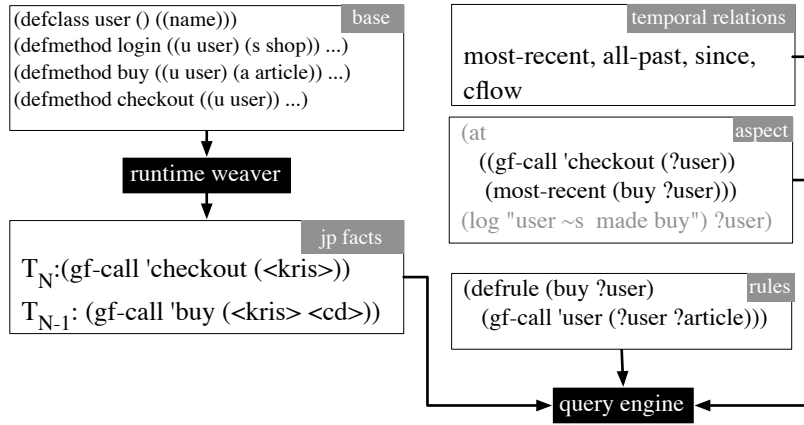 base
(defclass user () ((name)))
(defmethod login ((u user) (s shop)) ...)
(defmethod buy ((u user) (a article)) ...)
(defmethod checkout ((u user)) ...)
runtime weaver
jp facts
T_N:(gf-call 'checkout (<kris>))
T_N-1: (gf-call 'buy (<kris> <cd>))
temporal relations
most-recent, all-past, since,
cflow
aspect
(at
((gf-call 'checkout (?user))
(most-recent (buy ?user)))
(log "user ~s made buy") ?user)
rules
(defrule (buy ?user)
(gf-call 'user (?user ?article)))
query engine